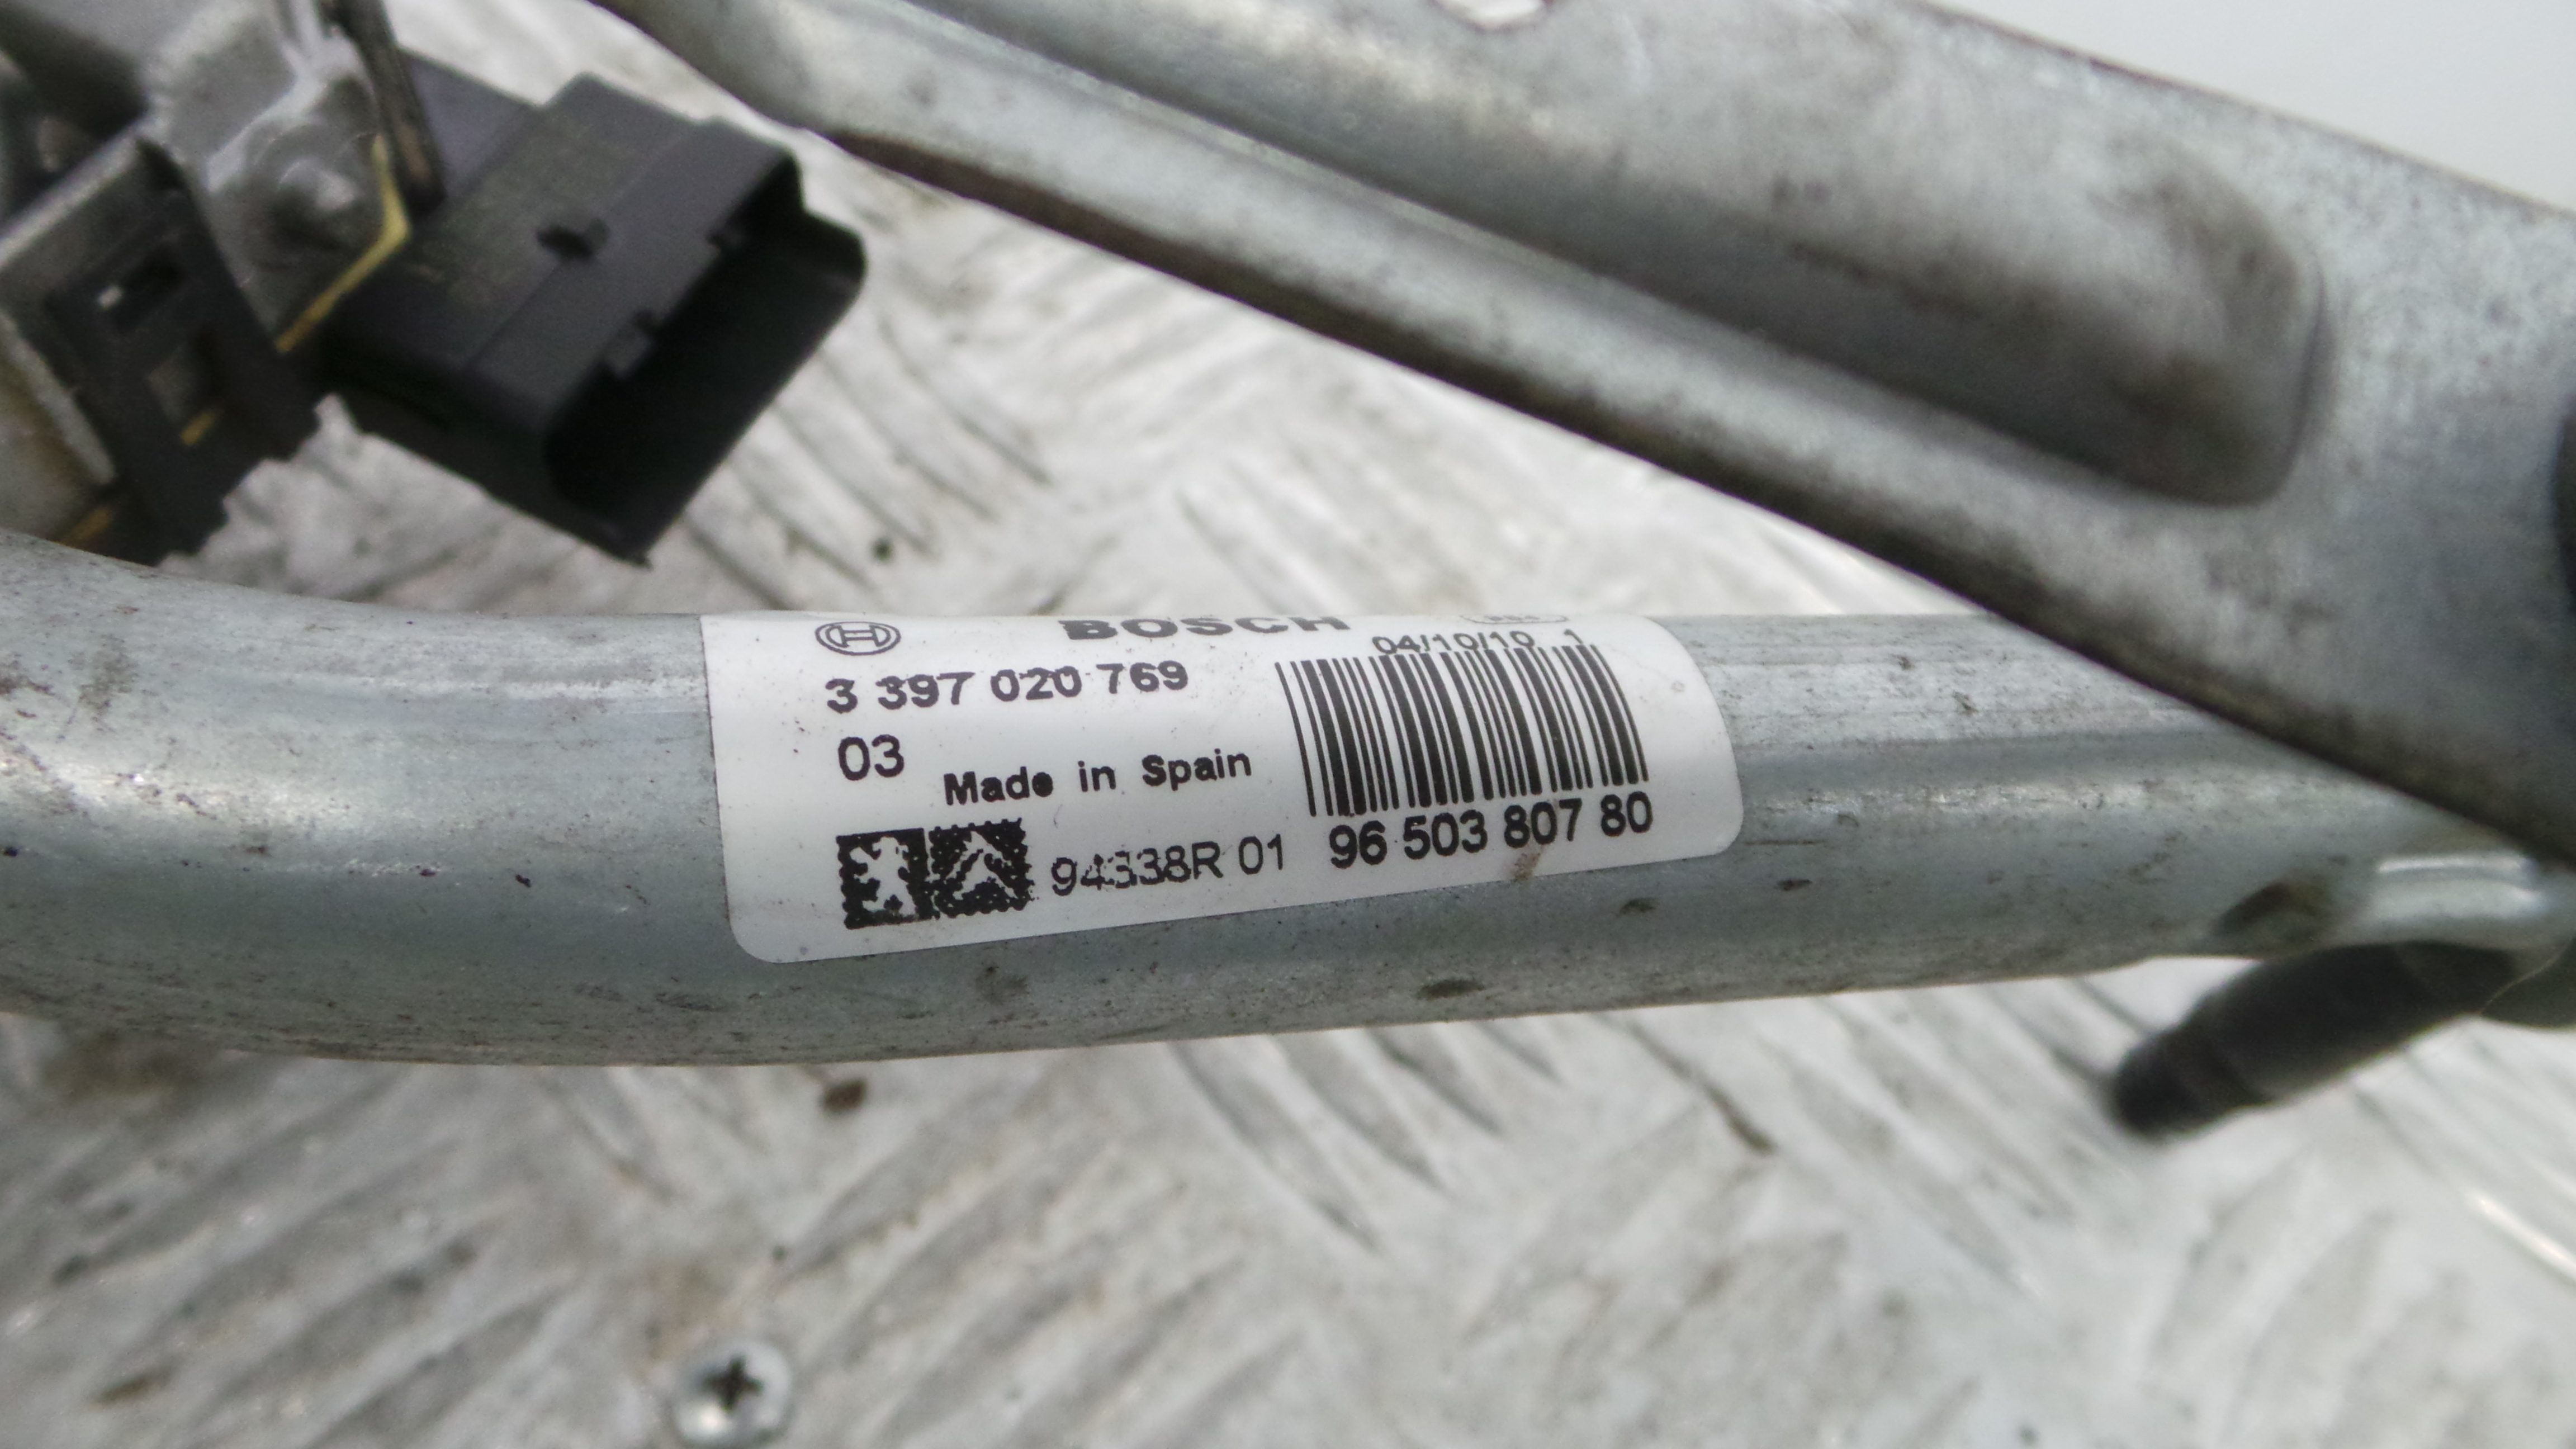 BOSCH
04/10/10 1
3 397 020 769
03
Made in Spain
94338R 01
96 503 807 80